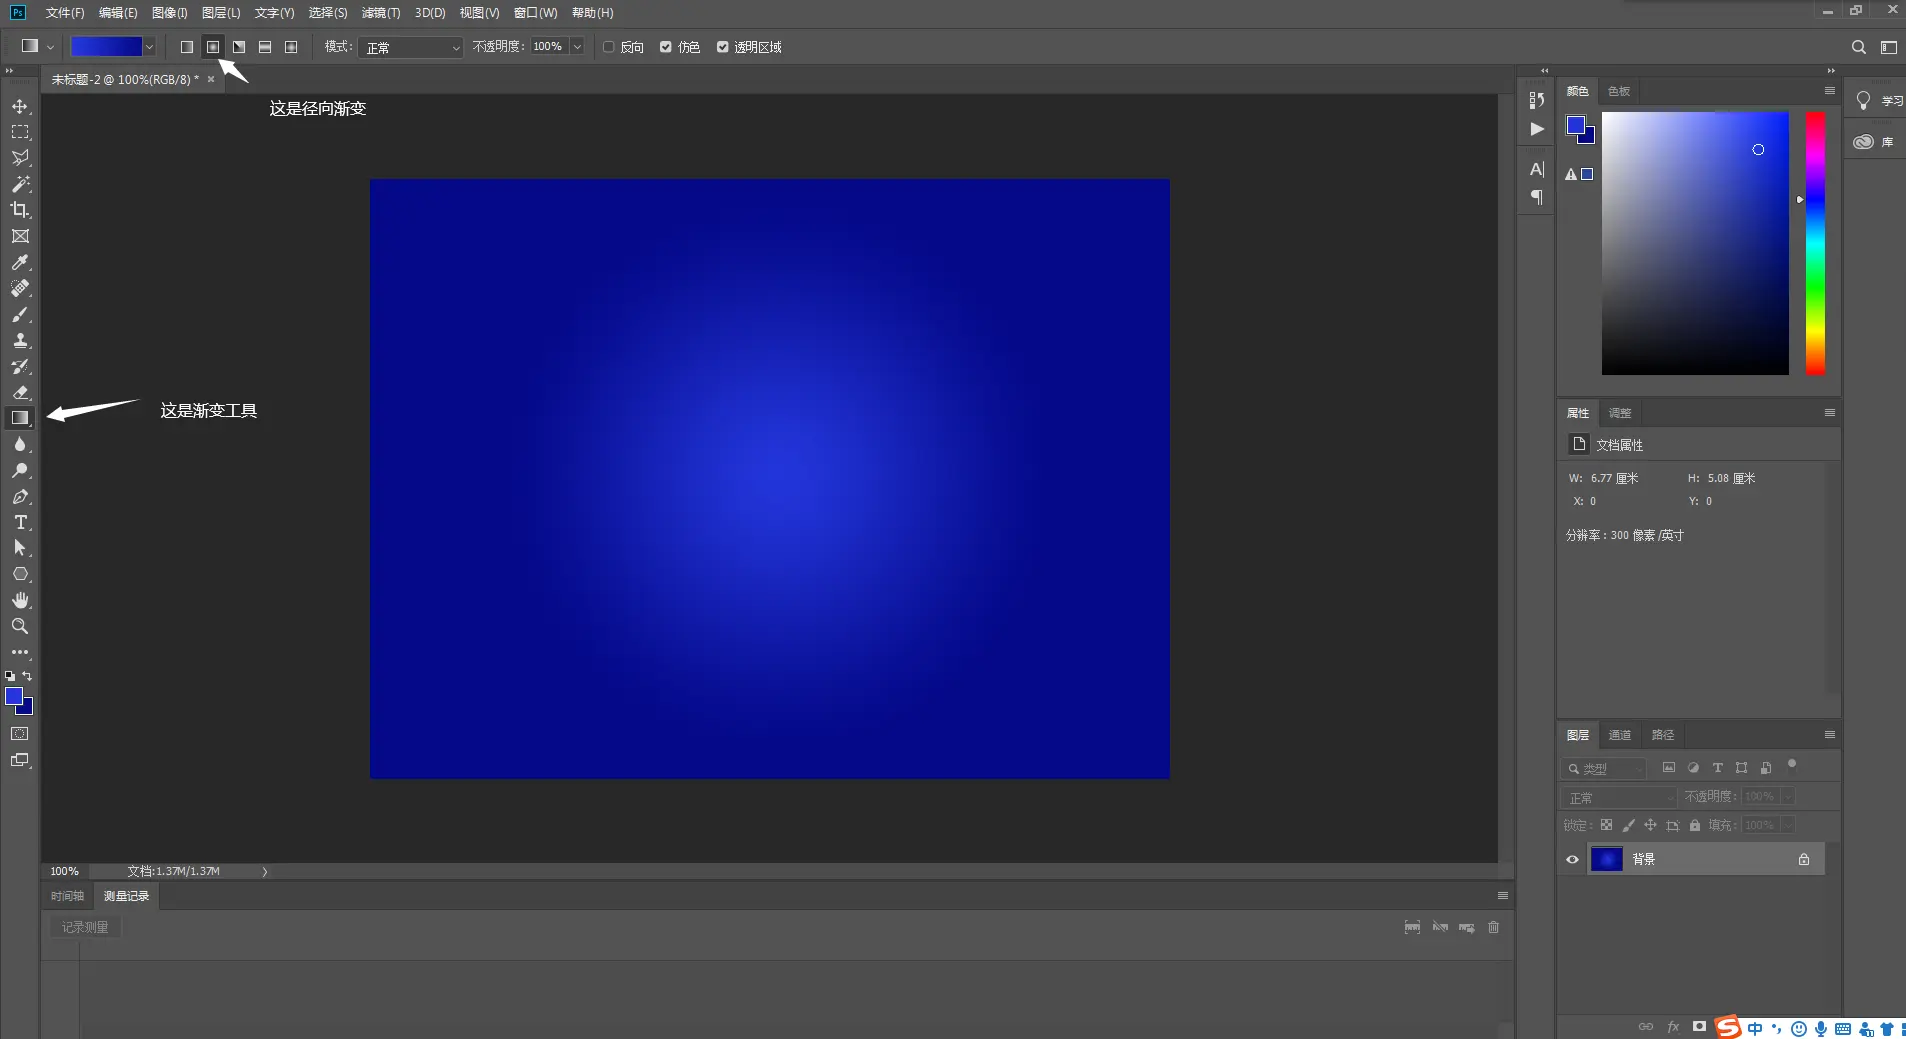 Ps 文件(F) 编辑(E) 图像(I) 图层(L) 文字(Y) 选择(S) 滤镜(T) 3D(D) 视图(V) 窗口(W) 帮助(H)
模式: 正常 不透明度: 100% 反向 仿色 透明区域
未标题-2 @ 100%(RGB/8) * ×
这是径向渐变
这是渐变工具
颜色 色板
学习
库
属性 调整
文档属性
W: 6.77 厘米 H: 5.08 厘米
X: 0 Y: 0
分辨率: 300 像素/英寸
图层 通道 路径
类型
正常 不透明度: 100%
锁定: 填充: 100%
背景
100% 文档:1.37M/1.37M
时间轴 测量记录
记录测量
fx
S 中